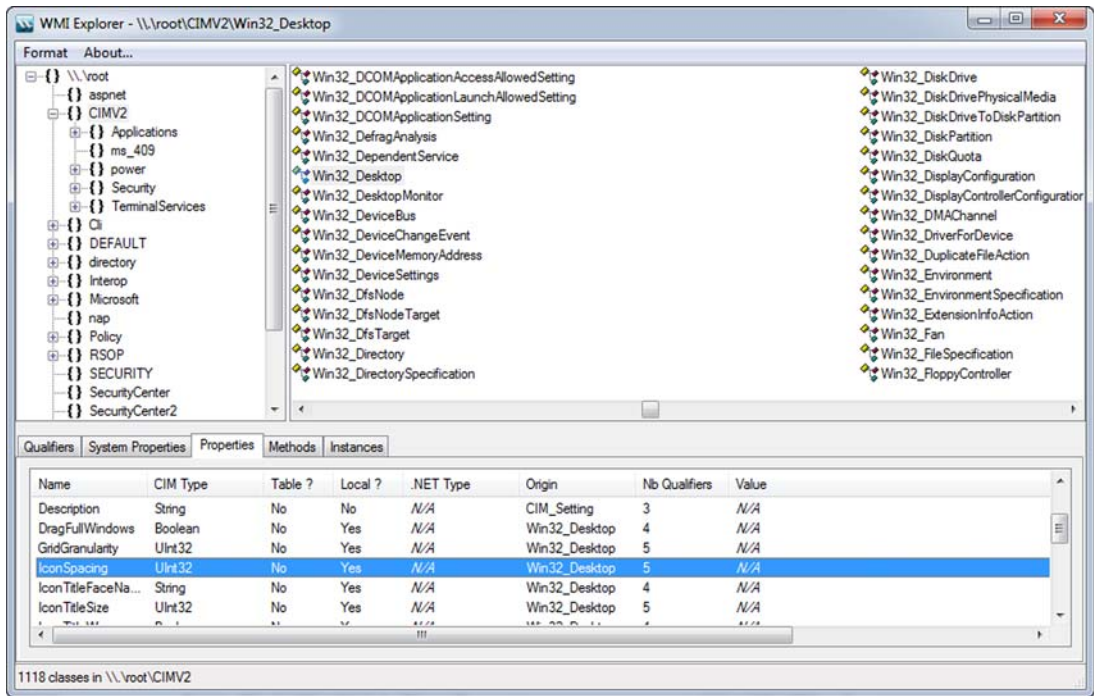 WMI Explorer - \\.\root\CIMV2\Win32_Desktop
Format About...
\\.\root
aspnet
CIMV2
Applications
ms_409
power
Security
TerminalServices
Cli
DEFAULT
directory
Interop
Microsoft
nap
Policy
RSOP
SECURITY
SecurityCenter
SecurityCenter2
Win32_DCOMApplicationAccessAllowedSetting
Win32_DCOMApplicationLaunchAllowedSetting
Win32_DCOMApplicationSetting
Win32_DefragAnalysis
Win32_DependentService
Win32_Desktop
Win32_DesktopMonitor
Win32_DeviceBus
Win32_DeviceChangeEvent
Win32_DeviceMemoryAddress
Win32_DeviceSettings
Win32_DfsNode
Win32_DfsNodeTarget
Win32_DfsTarget
Win32_Directory
Win32_DirectorySpecification
Win32_DiskDrive
Win32_DiskDrivePhysicalMedia
Win32_DiskDriveToDiskPartition
Win32_DiskPartition
Win32_DiskQuota
Win32_DisplayConfiguration
Win32_DisplayControllerConfiguration
Win32_DMAChannel
Win32_DriverForDevice
Win32_DuplicateFileAction
Win32_Environment
Win32_EnvironmentSpecification
Win32_ExtensionInfoAction
Win32_Fan
Win32_FileSpecification
Win32_FloppyController
Qualifiers System Properties Properties Methods Instances
Name CIM Type Table ? Local ? .NET Type Origin Nb Qualifiers Value
Description String No No N/A CIM_Setting 3 N/A
DragFullWindows Boolean No Yes N/A Win32_Desktop 4 N/A
GridGranularity UInt32 No Yes N/A Win32_Desktop 5 N/A
IconSpacing UInt32 No Yes N/A Win32_Desktop 5 N/A
IconTitleFaceNa... String No Yes N/A Win32_Desktop 4 N/A
IconTitleSize UInt32 No Yes N/A Win32_Desktop 5 N/A
1118 classes in \\.\root\CIMV2